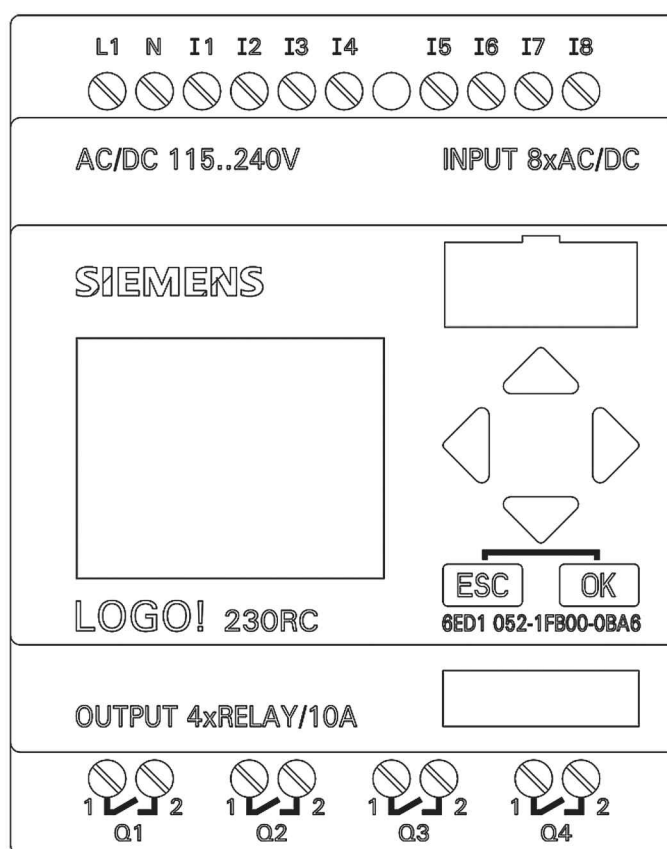 L1 N I1 I2 I3 I4 I5 I6 I7 I8
AC/DC 115..240V INPUT 8xAC/DC
SIEMENS
ESC OK
LOGO! 230RC 6ED1 052-1FB00-0BA6
OUTPUT 4xRELAY/10A
1 2 1 2 1 2 1 2
Q1 Q2 Q3 Q4